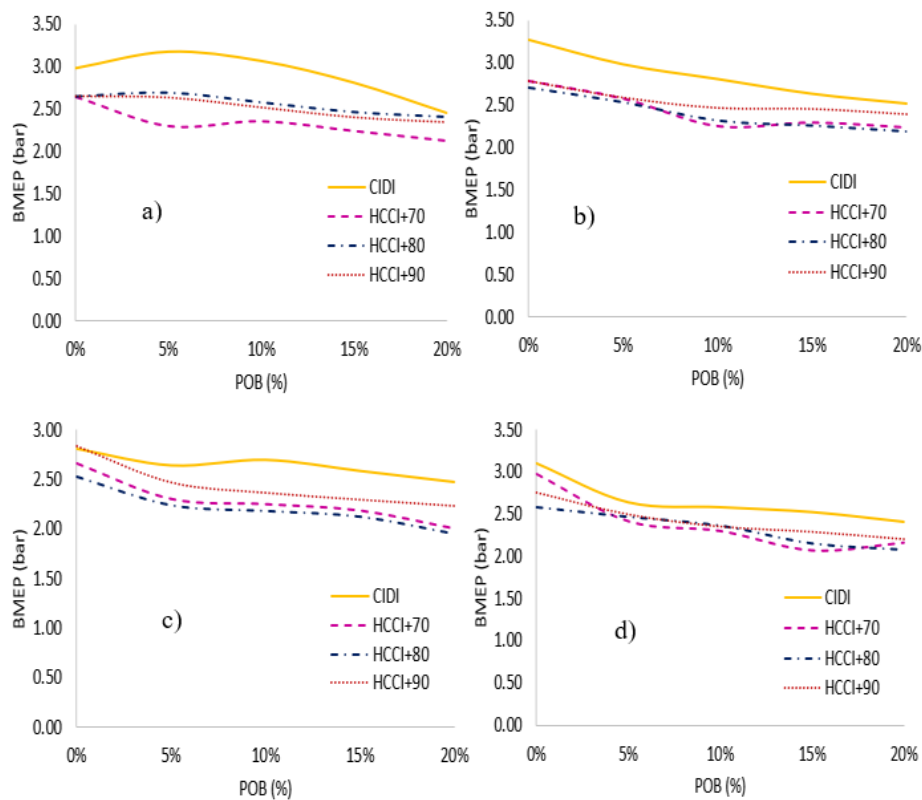 3.50
3.00
2.50
2.00
1.50
1.00
0.50
0.00
BMEP (bar)
a)
CIDI
HCCI+70
HCCI+80
HCCI+90
0% 5% 10% 15% 20%
POB (%)
3.50
3.00
2.50
2.00
1.50
1.00
0.50
0.00
BMEP (bar)
b)
CIDI
HCCI+70
HCCI+80
HCCI+90
0% 5% 10% 15% 20%
POB (%)
3.00
2.50
2.00
1.50
1.00
0.50
0.00
BMEP (bar)
c)
CIDI
HCCI+70
HCCI+80
HCCI+90
0% 5% 10% 15% 20%
POB (%)
3.50
3.00
2.50
2.00
1.50
1.00
0.50
0.00
BMEP (bar)
d)
CIDI
HCCI+70
HCCI+80
HCCI+90
0% 5% 10% 15% 20%
POB (%)